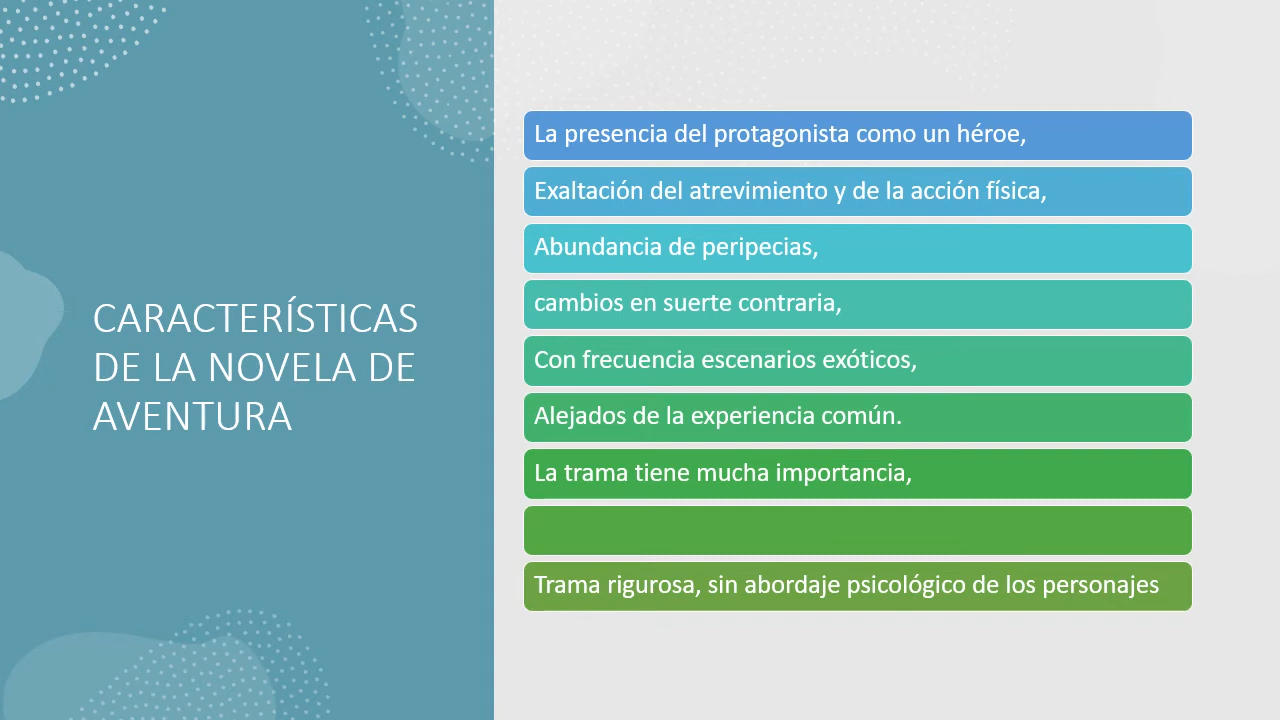 CARACTERÍSTICAS
DE LA NOVELA DE
AVENTURA
La presencia del protagonista como un héroe,
Exaltación del atrevimiento y de la acción física,
Abundancia de peripecias,
cambios en suerte contraria,
Con frecuencia escenarios exóticos,
Alejados de la experiencia común.
La trama tiene mucha importancia,
Trama rigurosa, sin abordaje psicológico de los personajes